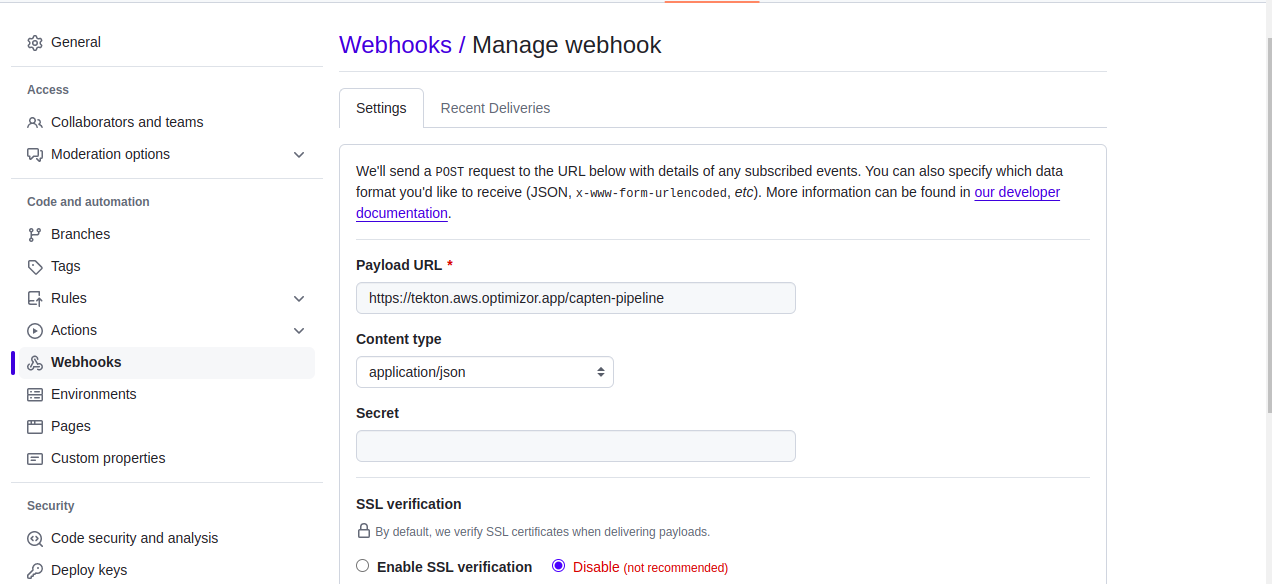 General
Access
Collaborators and teams
Moderation options
Code and automation
Branches
Tags
Rules
Actions
Webhooks
Environments
Pages
Custom properties
Security
Code security and analysis
Deploy keys
Webhooks / Manage webhook
Settings
Recent Deliveries
We'll send a POST request to the URL below with details of any subscribed events. You can also specify which data
format you'd like to receive (JSON, x-www-form-urlencoded, etc). More information can be found in our developer
documentation.
Payload URL *
https://tekton.aws.optimizor.app/capten-pipeline
Content type
application/json
Secret
SSL verification
By default, we verify SSL certificates when delivering payloads.
Enable SSL verification
Disable (not recommended)